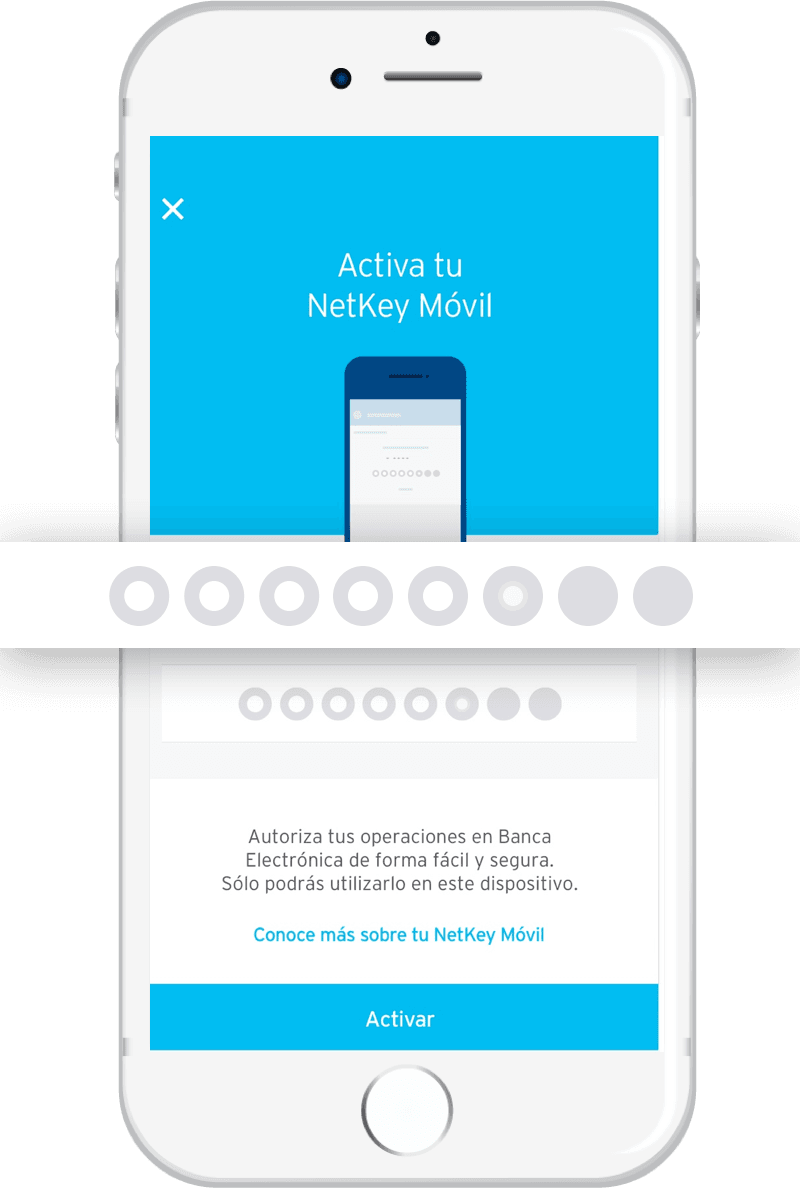 Activa tu
NetKey Móvil
Autoriza tus operaciones en Banca
Electrónica de forma fácil y segura.
Sólo podrás utilizarlo en este dispositivo.
Conoce más sobre tu NetKey Móvil
Activar